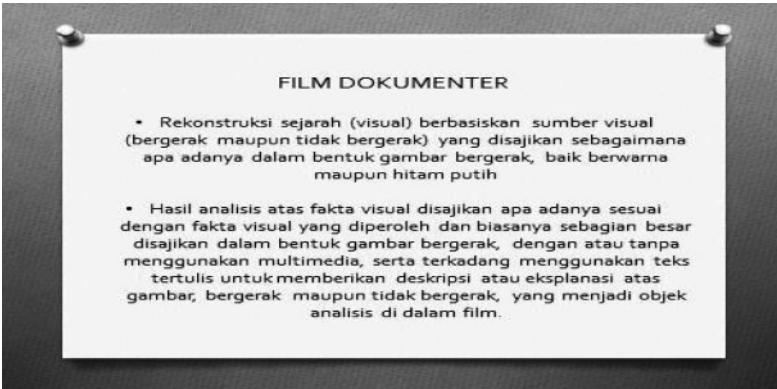 FILM DOKUMENTER
• Rekonstruksi sejarah (visual) berbasiskan sumber visual
(bergerak maupun tidak bergerak) yang disajikan sebagaimana
apa adanya dalam bentuk gambar bergerak, baik berwarna
maupun hitam putih
• Hasil analisis atas fakta visual disajikan apa adanya sesuai
dengan fakta visual yang diperoleh dan biasanya sebagian besar
disajikan dalam bentuk gambar bergerak, dengan atau tanpa
menggunakan multimedia, serta terkadang menggunakan teks
tertulis untuk memberikan deskripsi atau eksplanasi atas
gambar, bergerak maupun tidak bergerak, yang menjadi objek
analisis di dalam film.